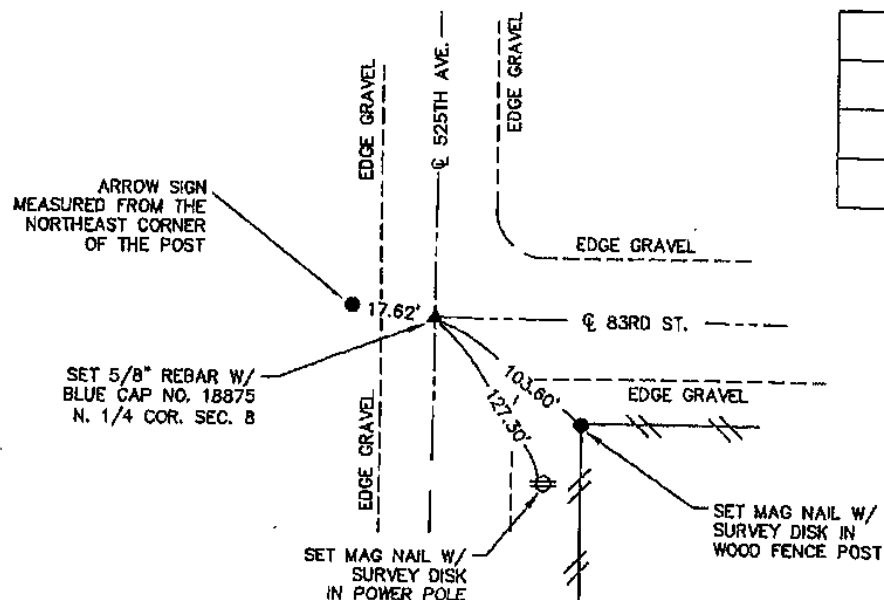 EDGE GRAVEL
℄ 525TH AVE.
EDGE GRAVEL
ARROW SIGN
MEASURED FROM THE
NORTHEAST CORNER
OF THE POST
EDGE GRAVEL
17.62'
℄ 83RD ST.
SET 5/8" REBAR W/
BLUE CAP NO. 18875
N. 1/4 COR. SEC. 8
103.60'
127.30'
EDGE GRAVEL
EDGE GRAVEL
SET MAG NAIL W/
SURVEY DISK IN
WOOD FENCE POST
SET MAG NAIL W/
SURVEY DISK
IN POWER POLE